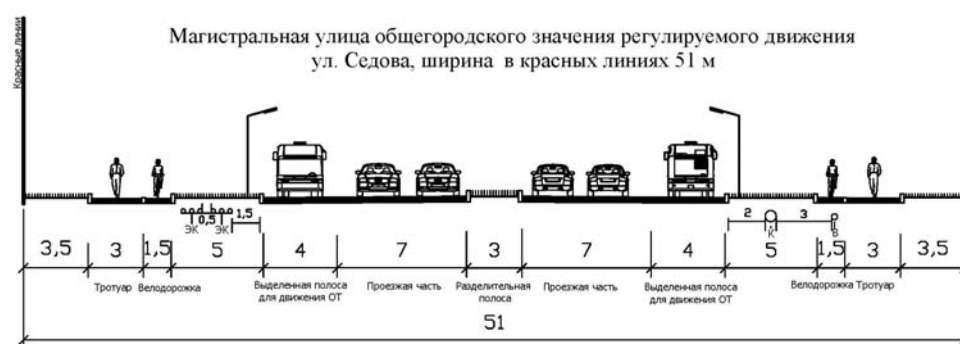 Магистральная улица общегородского значения регулируемого движения
ул. Седова, ширина в красных линиях 51 м
Красные линии
0,5
1,5
ЭК
ЭК
2
3
К
В
3,5
3
1,5
5
4
7
3
7
4
5
1,5
3
3,5
Тротуар
Велодорожка
Выделенная полоса
для движения ОТ
Проезжая часть
Разделительная
полоса
Проезжая часть
Выделенная полоса
для движения ОТ
Велодорожка
Тротуар
51